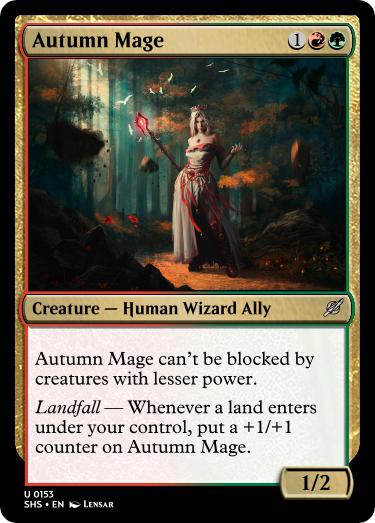 Autumn Mage 1
Creature — Human Wizard Ally
Autumn Mage can't be blocked by
creatures with lesser power.
Landfall — Whenever a land enters
under your control, put a +1/+1
counter on Autumn Mage.
1/2
U 0153
SHS • EN Lensar